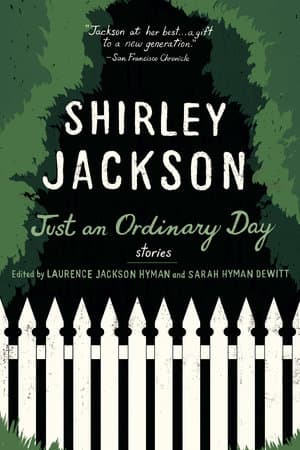 "Jackson at her best...a gift
to a new generation."
-San Francisco Chronicle
SHIRLEY
JACKSON
Just an Ordinary Day
stories
Edited by LAURENCE JACKSON HYMAN and SARAH HYMAN DEWITT